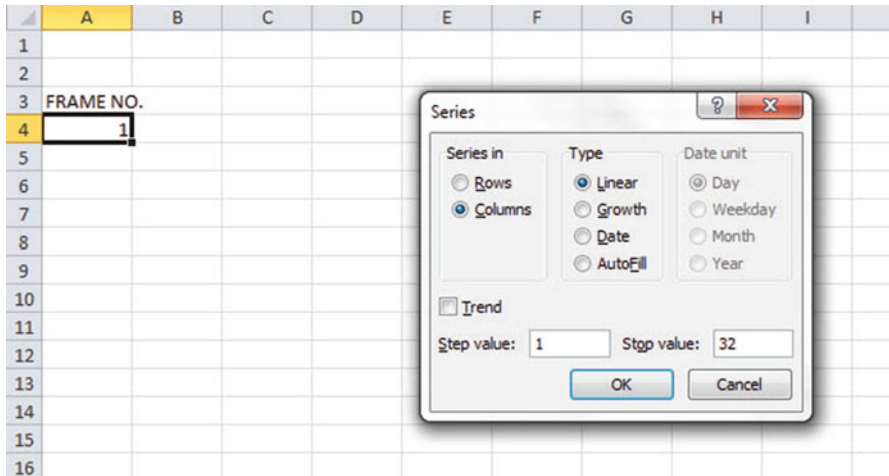 A B C D E F G H I
1
2
3 FRAME NO.
4 1
5
6
7
8
9
10
11
12
13
14
15
16
Series
Series in Type Date unit
Rows Linear Day
Columns Growth Weekday
Date Month
AutoFill Year
Trend
Step value: 1 Stop value: 32
OK Cancel